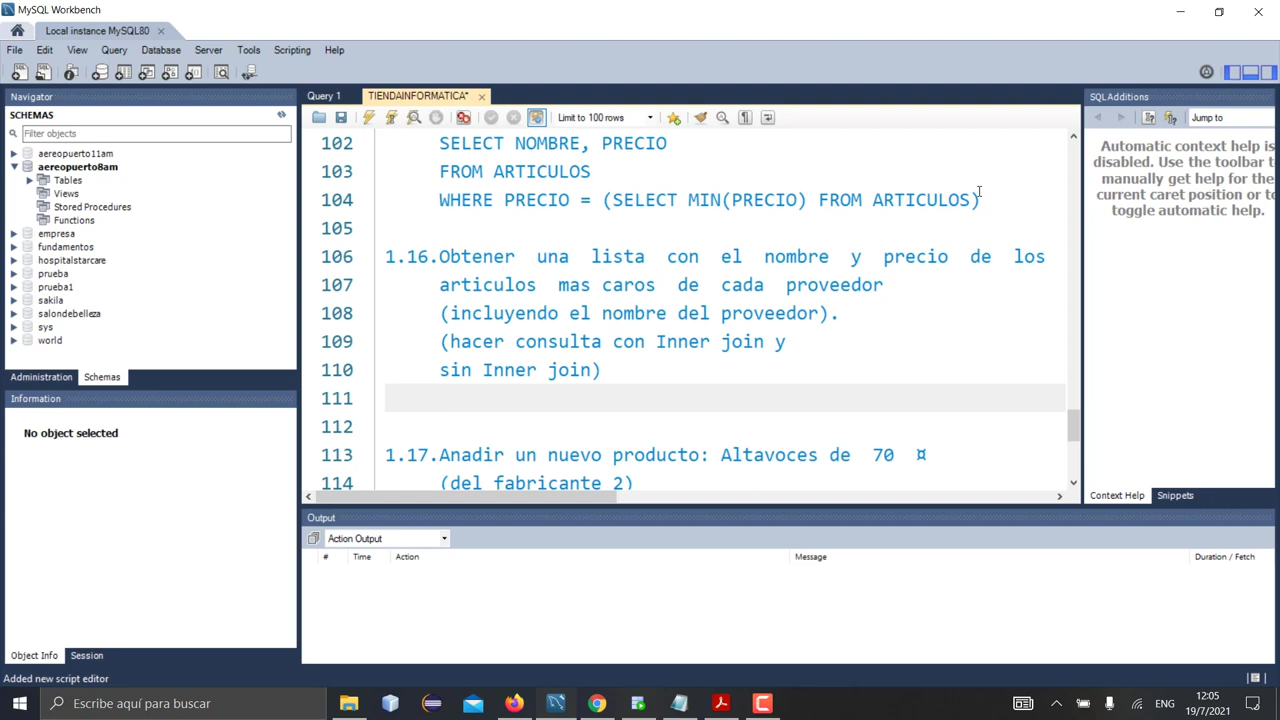 MySQL Workbench
Local instance MySQL80
File Edit View Query Database Server Tools Scripting Help
Navigator
SCHEMAS
Filter objects
aereopuerto11am
aereopuerto8am
Tables
Views
Stored Procedures
Functions
empresa
fundamentos
hospitalstarcare
prueba
prueba1
sakila
salondebelleza
sys
world
Administration Schemas
Information
No object selected
Object Info Session
Query 1 TIENDAINFORMATICA*
Limit to 100 rows
102 SELECT NOMBRE, PRECIO
103 FROM ARTICULOS
104 WHERE PRECIO = (SELECT MIN(PRECIO) FROM ARTICULOS)
105
106 1.16.Obtener una lista con el nombre y precio de los
107 articulos mas caros de cada proveedor
108 (incluyendo el nombre del proveedor).
109 (hacer consulta con Inner join y
110 sin Inner join)
111
112
113 1.17.Anadir un nuevo producto: Altavoces de 70 ¤
114 (del fabricante 2)
Output
Action Output
# Time Action Message Duration / Fetch
SQLAdditions
Jump to
Automatic context help is
disabled. Use the toolbar t
manually get help for the
current caret position or to
toggle automatic help.
Context Help Snippets
Added new script editor
Escribe aquí para buscar
ENG
12:05
19/7/2021